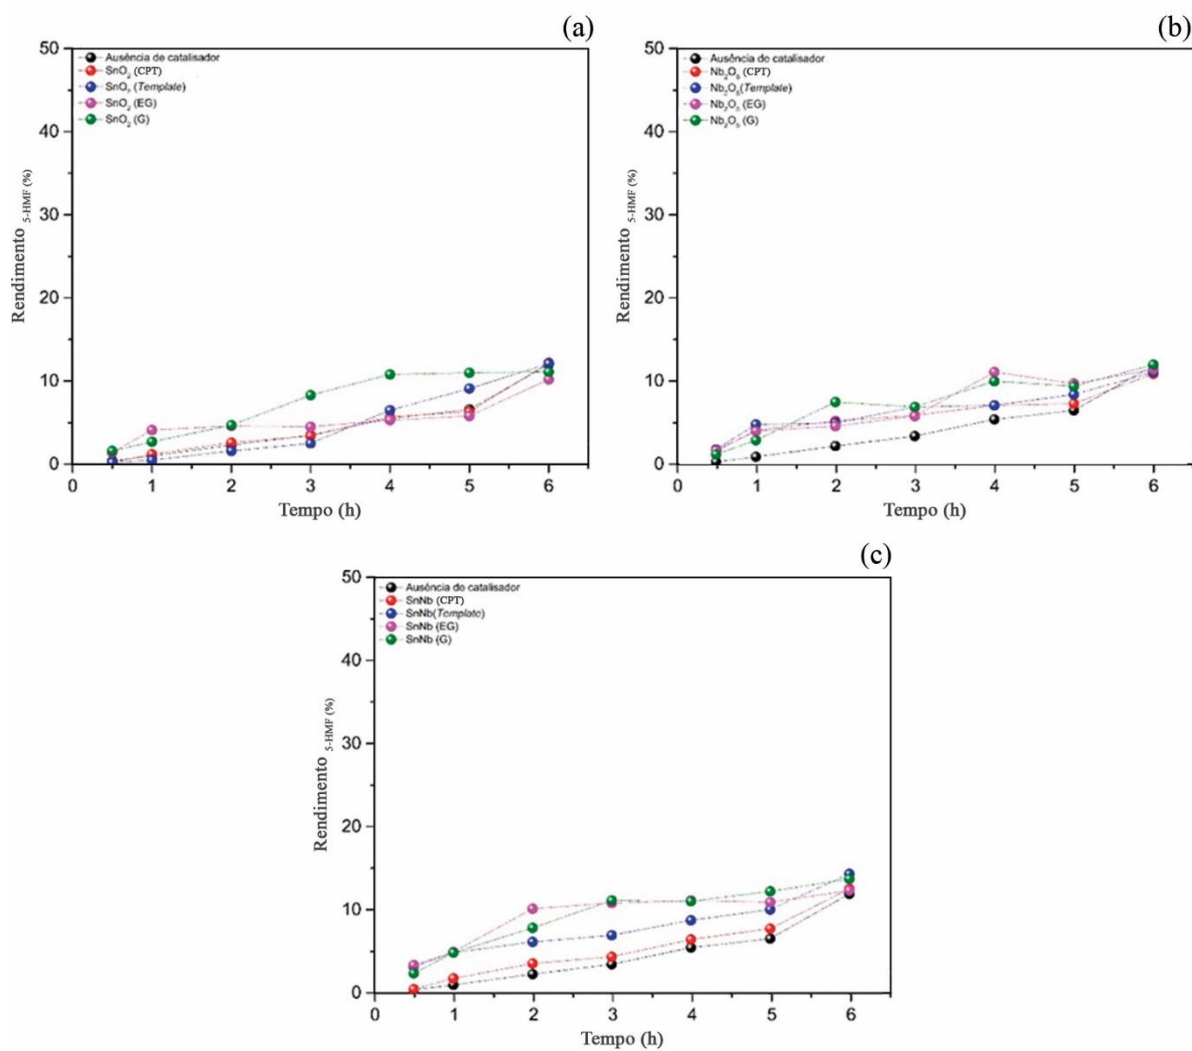 (a)
50
40
30
20
10
0
Rendimento 5-HMF (%)
Ausência de catalisador
SnO2 (CPT)
SnO2 (Template)
SnO2 (EG)
SnO2 (G)
0 1 2 3 4 5 6
Tempo (h)
(b)
50
40
30
20
10
0
Rendimento 5-HMF (%)
Ausência de catalisador
Nb2O5 (CPT)
Nb2O5(Template)
Nb2O5 (EG)
Nb2O5 (G)
0 1 2 3 4 5 6
Tempo (h)
(c)
50
40
30
20
10
0
Rendimento 5-HMF (%)
Ausência de catalisador
SnNb (CPT)
SnNb(Template)
SnNb (EG)
SnNb (G)
0 1 2 3 4 5 6
Tempo (h)